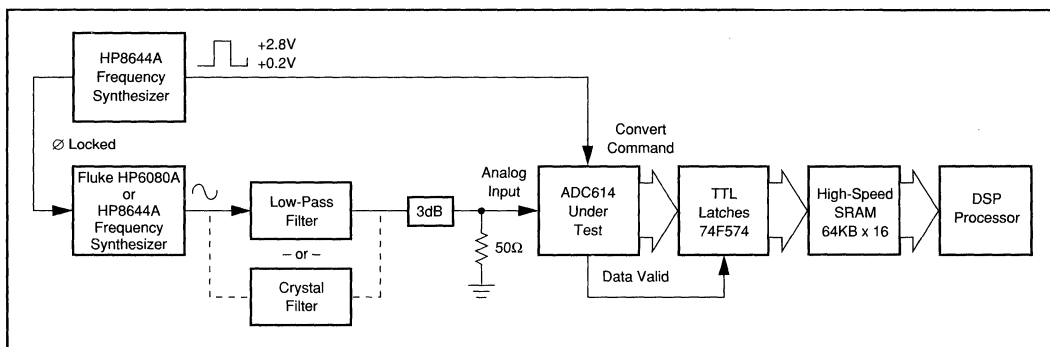 HP8644A
Frequency
Synthesizer
+2.8V
+0.2V
Ø Locked
Convert
Command
Fluke HP6080A
or
HP8644A
Frequency
Synthesizer
Low-Pass
Filter
– or –
Crystal
Filter
3dB
50Ω
Analog
Input
ADC614
Under
Test
Data Valid
TTL
Latches
74F574
High-Speed
SRAM
64KB x 16
DSP
Processor